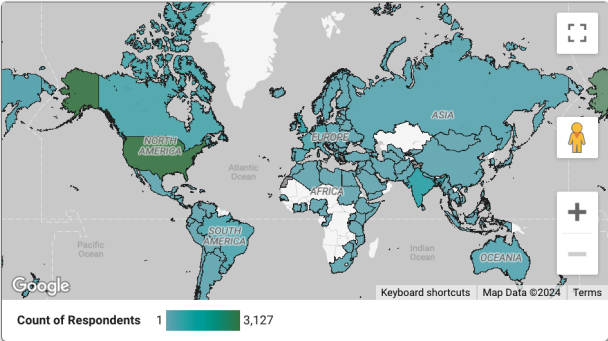 ASIA
NORTH
AMERICA
EUROPE
Atlantic
Ocean
AFRICA
SOUTH
AMERICA
Pacific
Ocean
Indian
Ocean
OCEANIA
Google
Keyboard shortcuts
Map Data ©2024
Terms
Count of Respondents
1
3,127